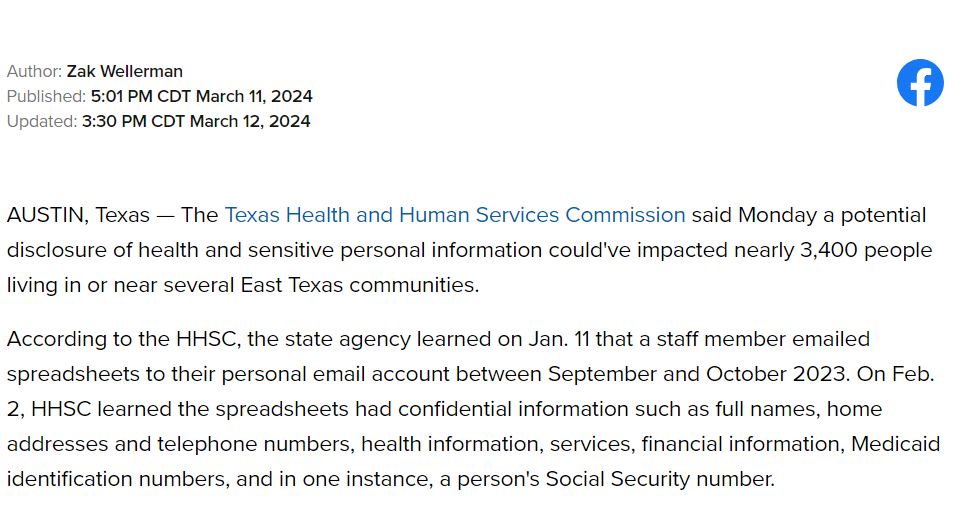 Author: Zak Wellerman
Published: 5:01 PM CDT March 11, 2024
Updated: 3:30 PM CDT March 12, 2024
AUSTIN, Texas — The Texas Health and Human Services Commission said Monday a potential
disclosure of health and sensitive personal information could've impacted nearly 3,400 people
living in or near several East Texas communities.
According to the HHSC, the state agency learned on Jan. 11 that a staff member emailed
spreadsheets to their personal email account between September and October 2023. On Feb.
2, HHSC learned the spreadsheets had confidential information such as full names, home
addresses and telephone numbers, health information, services, financial information, Medicaid
identification numbers, and in one instance, a person's Social Security number.